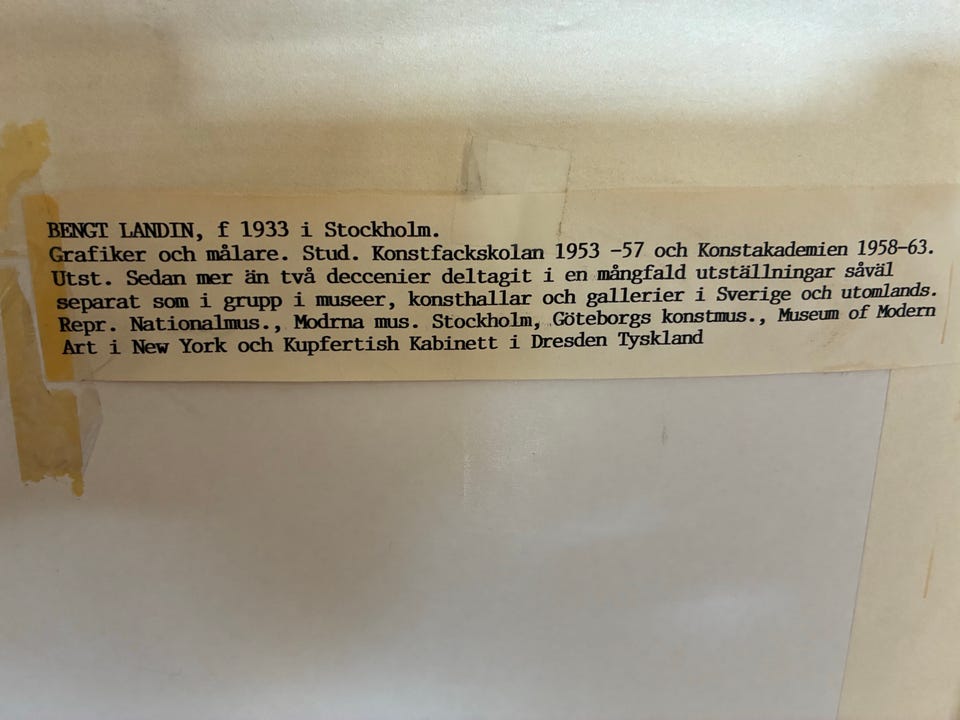 BENGT LANDIN, f 1933 i Stockholm.
Grafiker och målare. Stud. Konstfackskolan 1953 -57 och Konstakademien 1958-63.
Utst. Sedan mer än två deccenier deltagit i en mångfald utställningar såväl
separat som i grupp i museer, konsthallar och gallerier i Sverige och utomlands.
Repr. Nationalmus., Modrna mus. Stockholm, Göteborgs konstmus., Museum of Modern
Art i New York och Kupfertish Kabinett i Dresden Tyskland